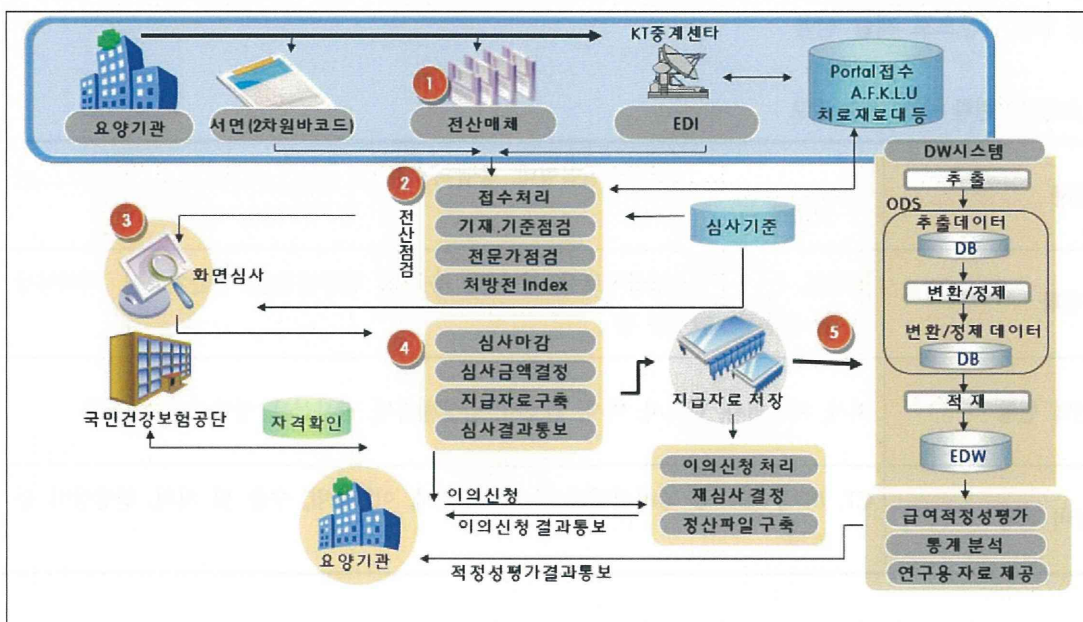 KT중계센타
Portal 접수
A.F.K.L.U
치료재료대 등
1
요양기관
서면(2차원바코드)
전산매체
EDI
DW시스템
추 출
ODS
추출데이터
DB
변환/정제
변환/정제 데이터
DB
적 재
EDW
2
전산점검
접수처리
기재.기준점검
전문가점검
처방전 Index
심사기준
3
화면심사
4
심사마감
심사금액결정
지급자료구축
심사결과통보
지급자료 저장
5
국민건강보험공단
자격확인
이의신청 처리
재심사 결정
정산파일 구축
이의신청
이의신청 결과통보
요양기관
적정성평가결과통보
급여적정성평가
통계 분석
연구용 자료 제공